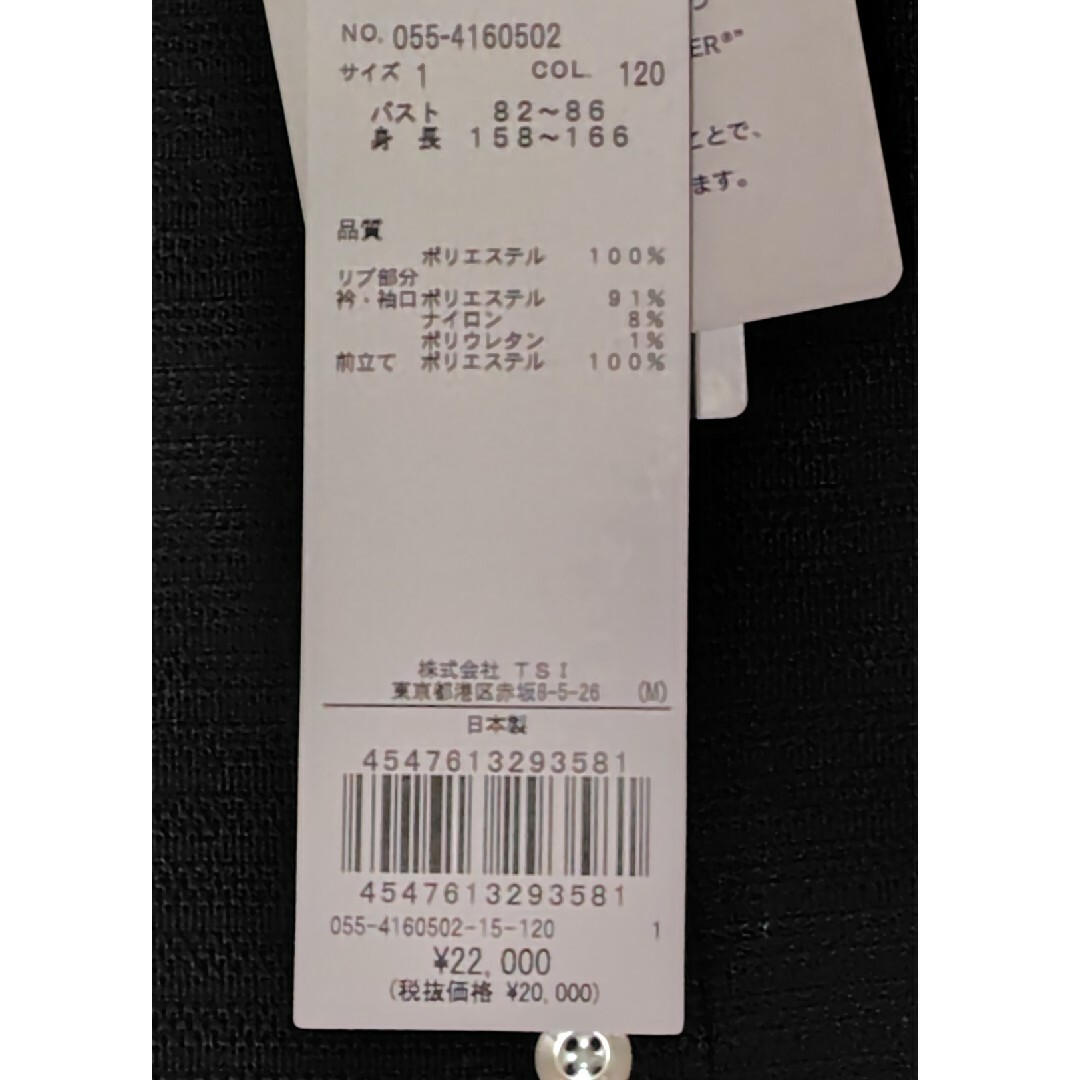 NO. 055-4160502
サイズ 1 COL. 120
バスト 82～86
身 長 158～166
品質
ポリエステル 100%
リブ部分
衿・袖口 ポリエステル 91%
ナイロン 8%
ポリウレタン 1%
前立て ポリエステル 100%
株式会社 TSI
東京都港区赤坂8-5-26 (M)
日本製
4547613293581
4547613293581
055-4160502-15-120 1
¥22,000
(税抜価格 ¥20,000)
ER®™
ことで、
ます。